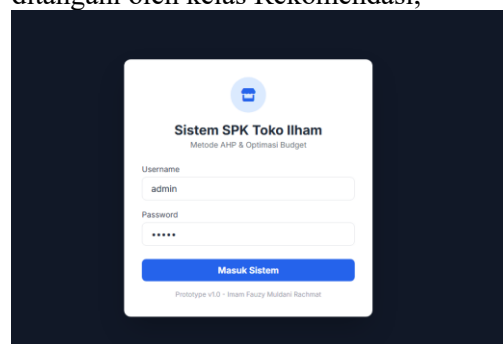 ditangani oleh kelas Rekomendasi,
Sistem SPK Toko Ilham
Metode AHP & Optimasi Budget
Username
admin
Password
•••••
Masuk Sistem
Prototype v1.0 - Imam Fauzy Muldani Rachmat